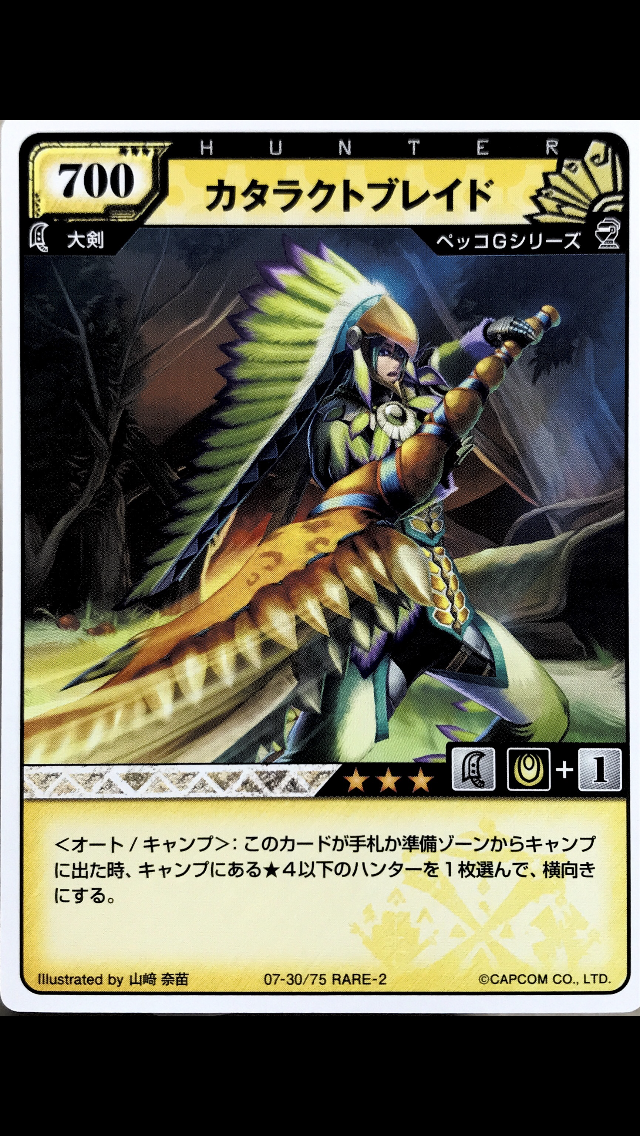 HUNTER
700
カタラクトブレイド
大剣
ペッコGシリーズ
★★★
+1
<オート / キャンプ>：このカードが手札か準備ゾーンからキャンプ
に出た時、キャンプにある★４以下のハンターを１枚選んで、横向き
にする。
Illustrated by 山﨑 奈苗
07-30/75 RARE-2
©CAPCOM CO., LTD.